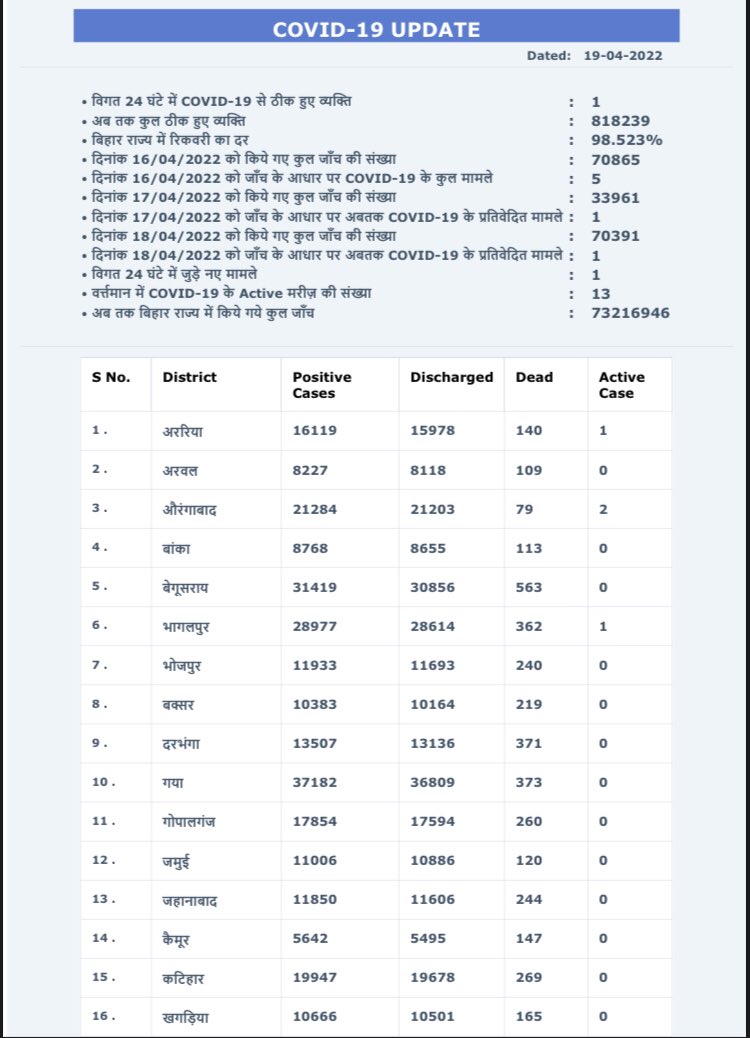 COVID-19 UPDATE
Dated: 19-04-2022
• विगत 24 घंटे में COVID-19 से ठीक हुए व्यक्ति : 1
• अब तक कुल ठीक हुए व्यक्ति : 818239
• बिहार राज्य में रिकवरी का दर : 98.523%
• दिनांक 16/04/2022 को किये गए कुल जाँच की संख्या : 70865
• दिनांक 16/04/2022 को जाँच के आधार पर COVID-19 के कुल मामले : 5
• दिनांक 17/04/2022 को किये गए कुल जाँच की संख्या : 33961
• दिनांक 17/04/2022 को जाँच के आधार पर अबतक COVID-19 के प्रतिवेदित मामले : 1
• दिनांक 18/04/2022 को किये गए कुल जाँच की संख्या : 70391
• दिनांक 18/04/2022 को जाँच के आधार पर अबतक COVID-19 के प्रतिवेदित मामले : 1
• विगत 24 घंटे में जुड़े नए मामले : 1
• वर्त्तमान में COVID-19 के Active मरीज़ की संख्या : 13
• अब तक बिहार राज्य में किये गये कुल जाँच : 73216946
S No. District Positive Cases Discharged Dead Active Case
1 . अररिया 16119 15978 140 1
2 . अरवल 8227 8118 109 0
3 . औरंगाबाद 21284 21203 79 2
4 . बांका 8768 8655 113 0
5 . बेगूसराय 31419 30856 563 0
6 . भागलपुर 28977 28614 362 1
7 . भोजपुर 11933 11693 240 0
8 . बक्सर 10383 10164 219 0
9 . दरभंगा 13507 13136 371 0
10 . गया 37182 36809 373 0
11 . गोपालगंज 17854 17594 260 0
12 . जमुई 11006 10886 120 0
13 . जहानाबाद 11850 11606 244 0
14 . कैमूर 5642 5495 147 0
15 . कटिहार 19947 19678 269 0
16 . खगड़िया 10666 10501 165 0